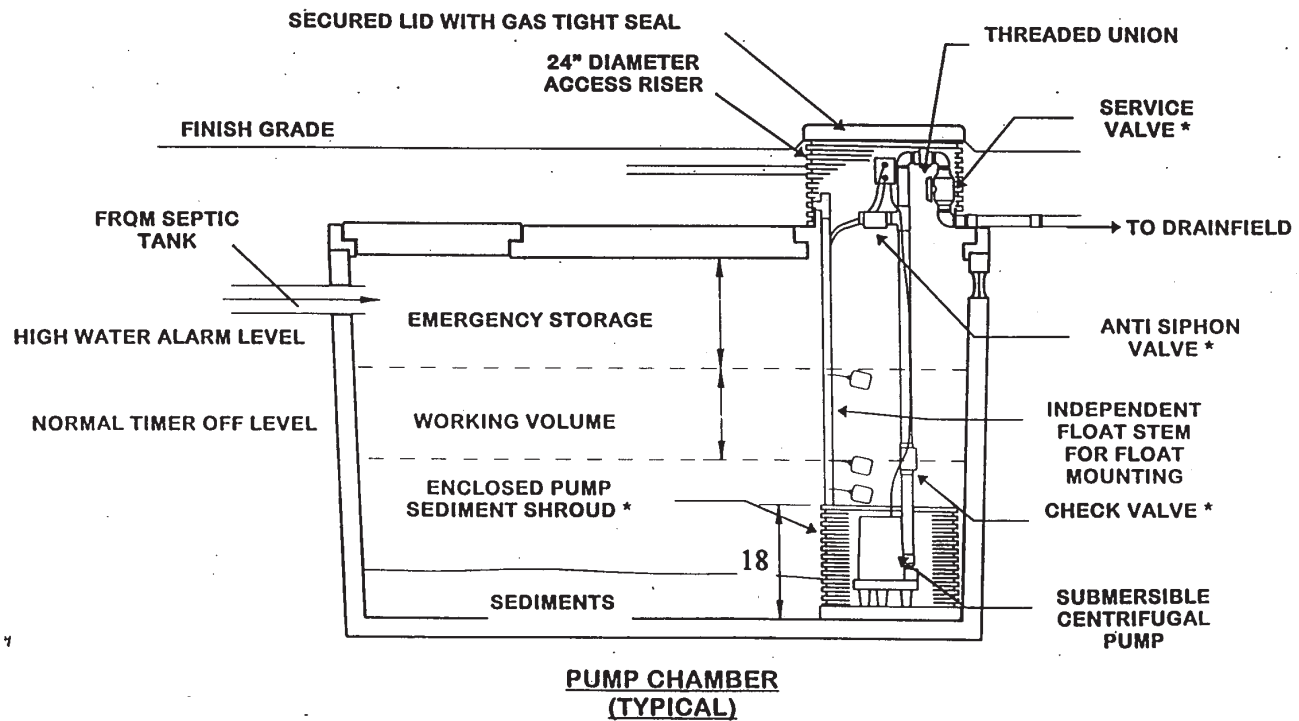 SECURED LID WITH GAS TIGHT SEAL
THREADED UNION
24" DIAMETER
ACCESS RISER
SERVICE
VALVE *
FINISH GRADE
FRQM SEPTIC
TANK
TO DRAINFIELD
EMERGENCY STORAGE
HIGH WATER ALARM LEVEL
ANTI SIPHON
VALVE *
NORMAL TIMER OFF LEVEL
WORKING VOLUME
INDEPENDENT
FLOAT STEM
FOR FLOAT
MOUNTING
ENCLOSED PUMP
SEDIMENT SHROUD *
CHECK VALVE *
18
SEDIMENTS
SUBMERSIBLE
CENTRIFUGAL
PUMP
PUMP CHAMBER
(TYPICAL)